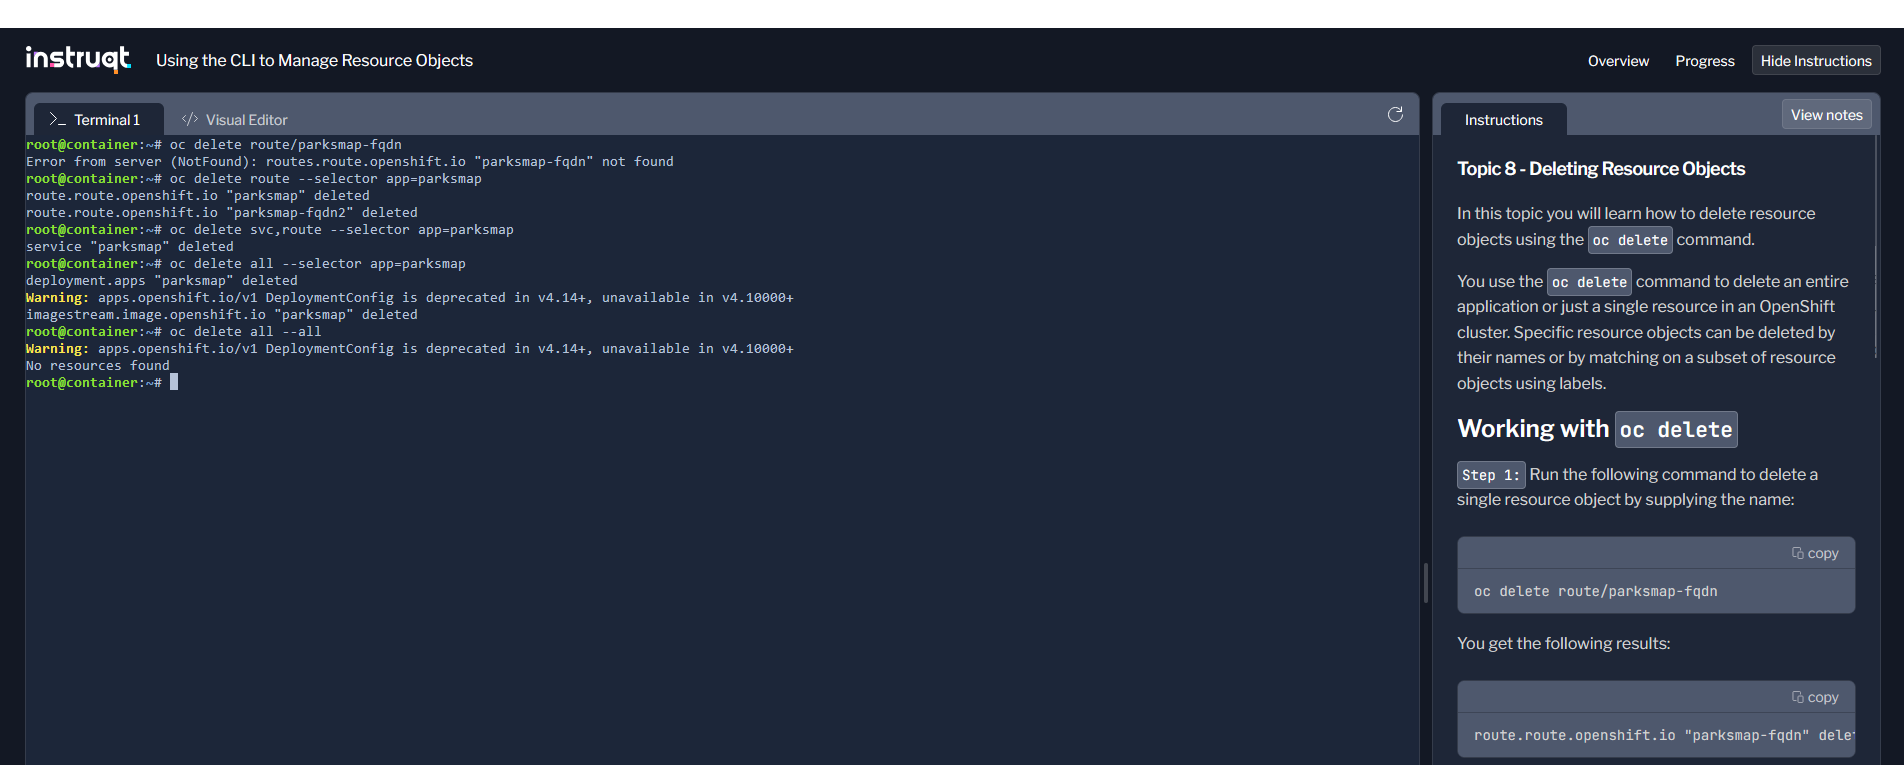 instruqt
Using the CLI to Manage Resource Objects
Overview
Progress
Hide Instructions
>_ Terminal 1
</> Visual Editor
root@container:~# oc delete route/parksmap-fqdn
Error from server (NotFound): routes.route.openshift.io "parksmap-fqdn" not found
root@container:~# oc delete route --selector app=parksmap
route.route.openshift.io "parksmap" deleted
route.route.openshift.io "parksmap-fqdn2" deleted
root@container:~# oc delete svc,route --selector app=parksmap
service "parksmap" deleted
root@container:~# oc delete all --selector app=parksmap
deployment.apps "parksmap" deleted
Warning: apps.openshift.io/v1 DeploymentConfig is deprecated in v4.14+, unavailable in v4.10000+
imagestream.image.openshift.io "parksmap" deleted
root@container:~# oc delete all --all
Warning: apps.openshift.io/v1 DeploymentConfig is deprecated in v4.14+, unavailable in v4.10000+
No resources found
root@container:~#
Instructions
View notes
Topic 8 - Deleting Resource Objects
In this topic you will learn how to delete resource
objects using the oc delete command.
You use the oc delete command to delete an entire
application or just a single resource in an OpenShift
cluster. Specific resource objects can be deleted by
their names or by matching on a subset of resource
objects using labels.
Working with oc delete
Step 1: Run the following command to delete a
single resource object by supplying the name:
copy
oc delete route/parksmap-fqdn
You get the following results:
copy
route.route.openshift.io "parksmap-fqdn" delet